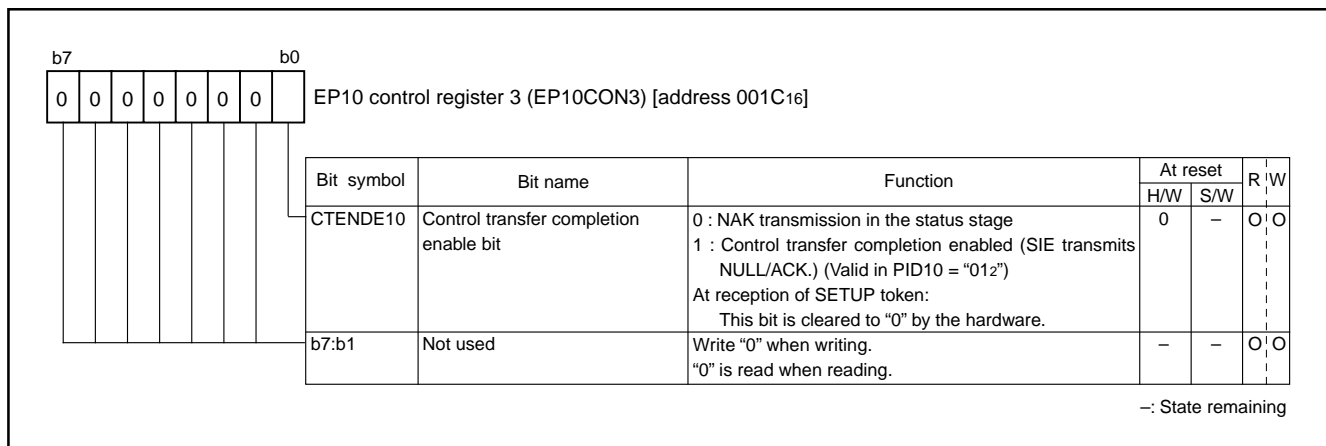 b7 b0
0 0 0 0 0 0 0
EP10 control register 3 (EP10CON3) [address 001C16]
Bit symbol Bit name Function At reset R W
H/W S/W
CTENDE10 Control transfer completion 0 : NAK transmission in the status stage 0 – O O
enable bit 1 : Control transfer completion enabled (SIE transmits
NULL/ACK.) (Valid in PID10 = “012”)
At reception of SETUP token:
This bit is cleared to “0” by the hardware.
b7:b1 Not used Write “0” when writing. – – O O
“0” is read when reading.
–: State remaining